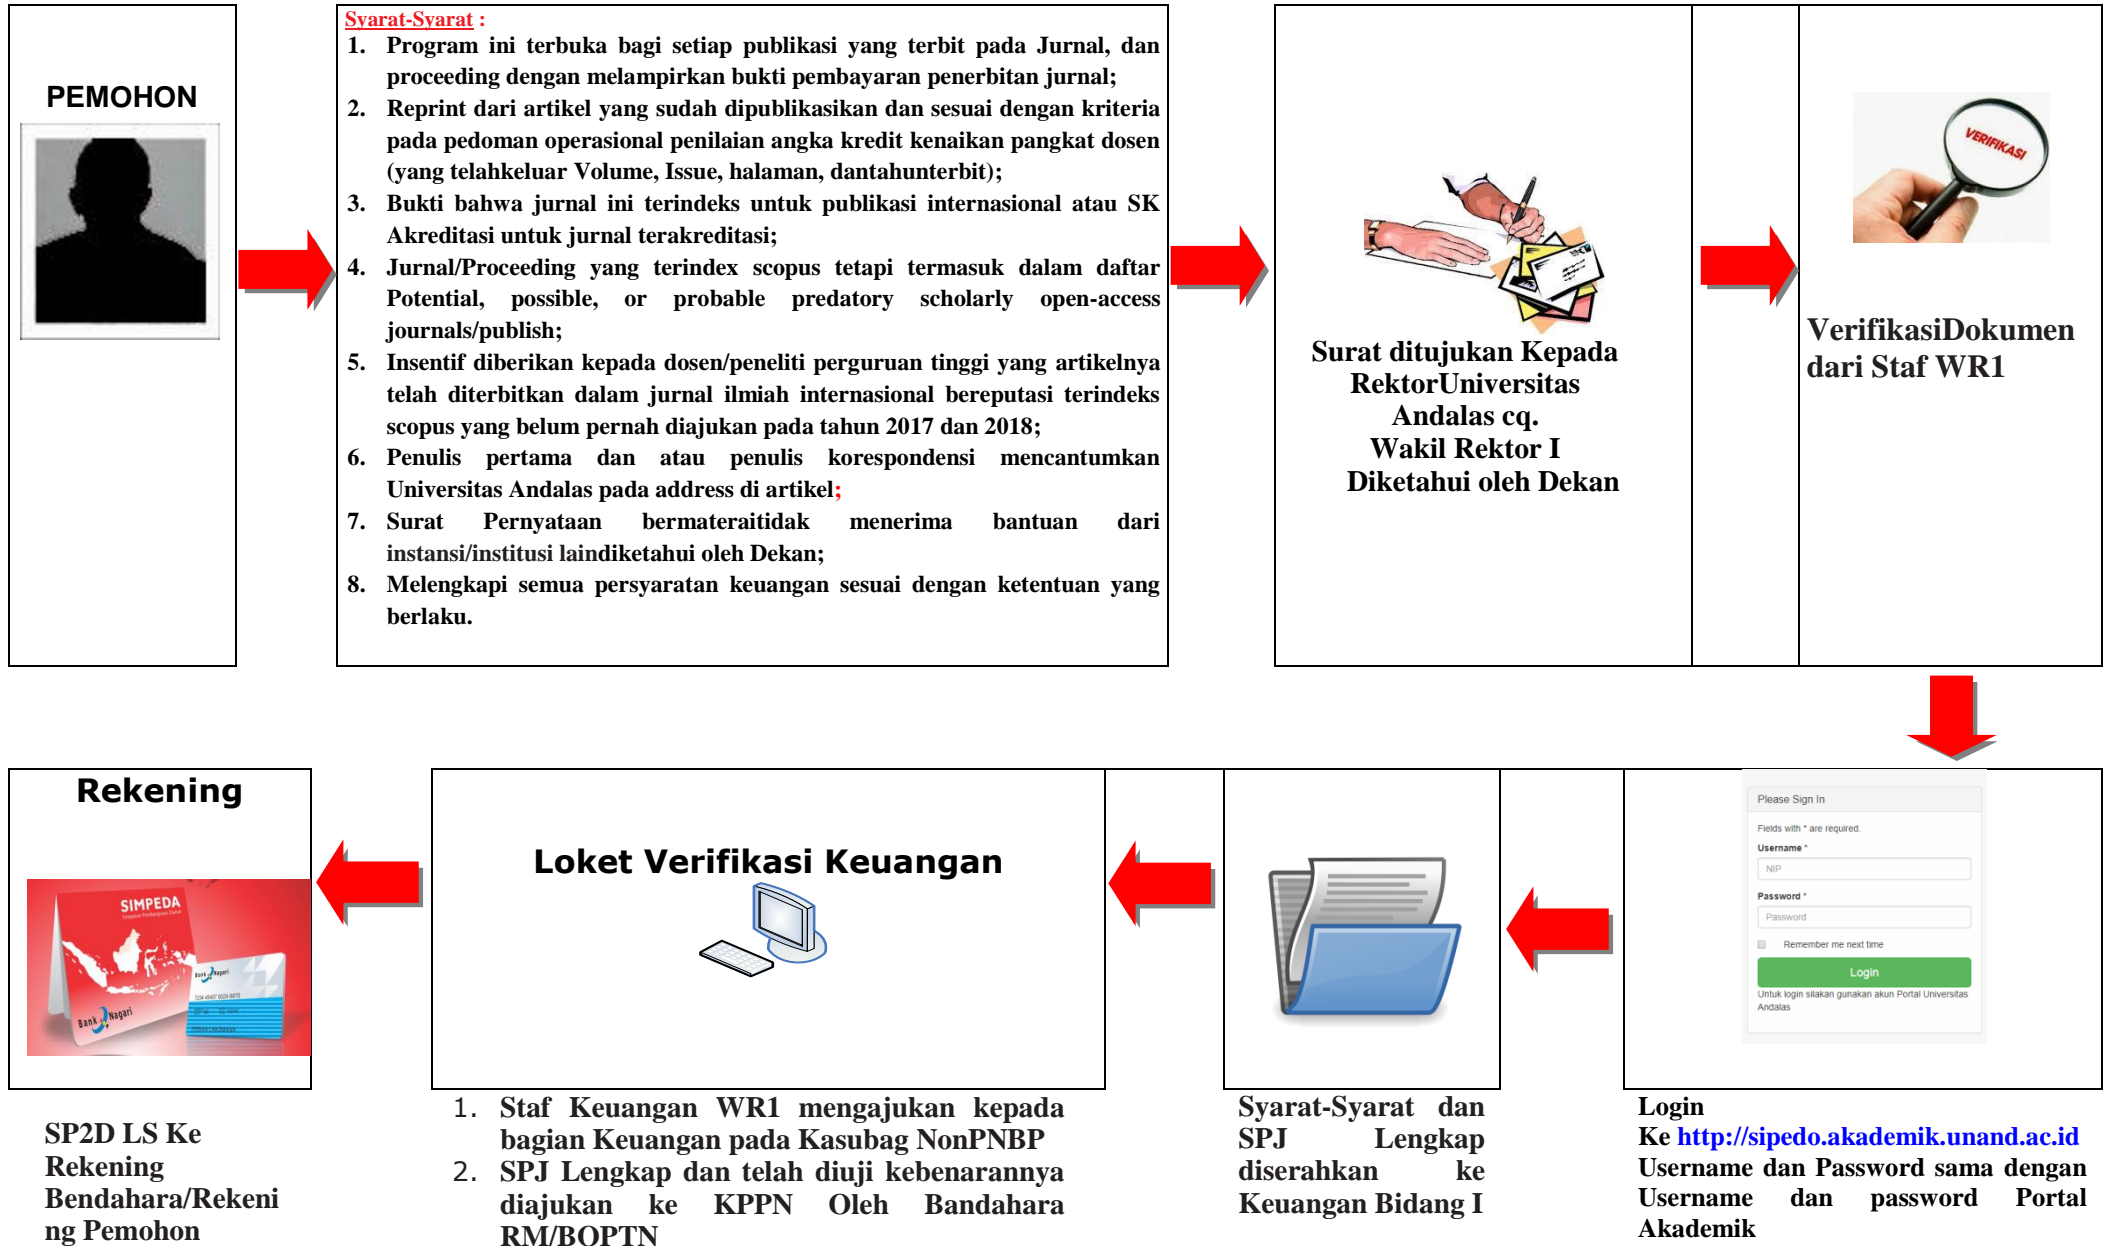 PEMOHON
Syarat-Syarat :
1. Program ini terbuka bagi setiap publikasi yang terbit pada Jurnal, dan
proceeding dengan melampirkan bukti pembayaran penerbitan jurnal;
2. Reprint dari artikel yang sudah dipublikasikan dan sesuai dengan kriteria
pada pedoman operasional penilaian angka kredit kenaikan pangkat dosen
(yang telahkeluar Volume, Issue, halaman, dantahunterbit);
3. Bukti bahwa jurnal ini terindeks untuk publikasi internasional atau SK
Akreditasi untuk jurnal terakreditasi;
4. Jurnal/Proceeding yang terindex scopus tetapi termasuk dalam daftar
Potential, possible, or probable predatory scholarly open-access
journals/publish;
5. Insentif diberikan kepada dosen/peneliti perguruan tinggi yang artikelnya
telah diterbitkan dalam jurnal ilmiah internasional bereputasi terindeks
scopus yang belum pernah diajukan pada tahun 2017 dan 2018;
6. Penulis pertama dan atau penulis korespondensi mencantumkan
Universitas Andalas pada address di artikel;
7. Surat Pernyataan bermateraitidak menerima bantuan dari
instansi/institusi laindiketahui oleh Dekan;
8. Melengkapi semua persyaratan keuangan sesuai dengan ketentuan yang
berlaku.
Surat ditujukan Kepada
RektorUniversitas
Andalas cq.
Wakil Rektor I
Diketahui oleh Dekan
VERIFIKASI
VerifikasiDokumen
dari Staf WR1
Please Sign In
Fields with * are required.
Username *
NIP
Password *
Password
Remember me next time
Login
Untuk login silakan gunakan akun Portal Universitas
Andalas
Login
Ke http://sipedo.akademik.unand.ac.id
Username dan Password sama dengan
Username dan password Portal
Akademik
Syarat-Syarat dan
SPJ Lengkap
diserahkan ke
Keuangan Bidang I
Loket Verifikasi Keuangan
1. Staf Keuangan WR1 mengajukan kepada
bagian Keuangan pada Kasubag NonPNBP
2. SPJ Lengkap dan telah diuji kebenarannya
diajukan ke KPPN Oleh Bandahara
RM/BOPTN
Rekening
SIMPEDA
Bank Nagari
Bank Nagari
SP2D LS Ke
Rekening
Bendahara/Rekeni
ng Pemohon